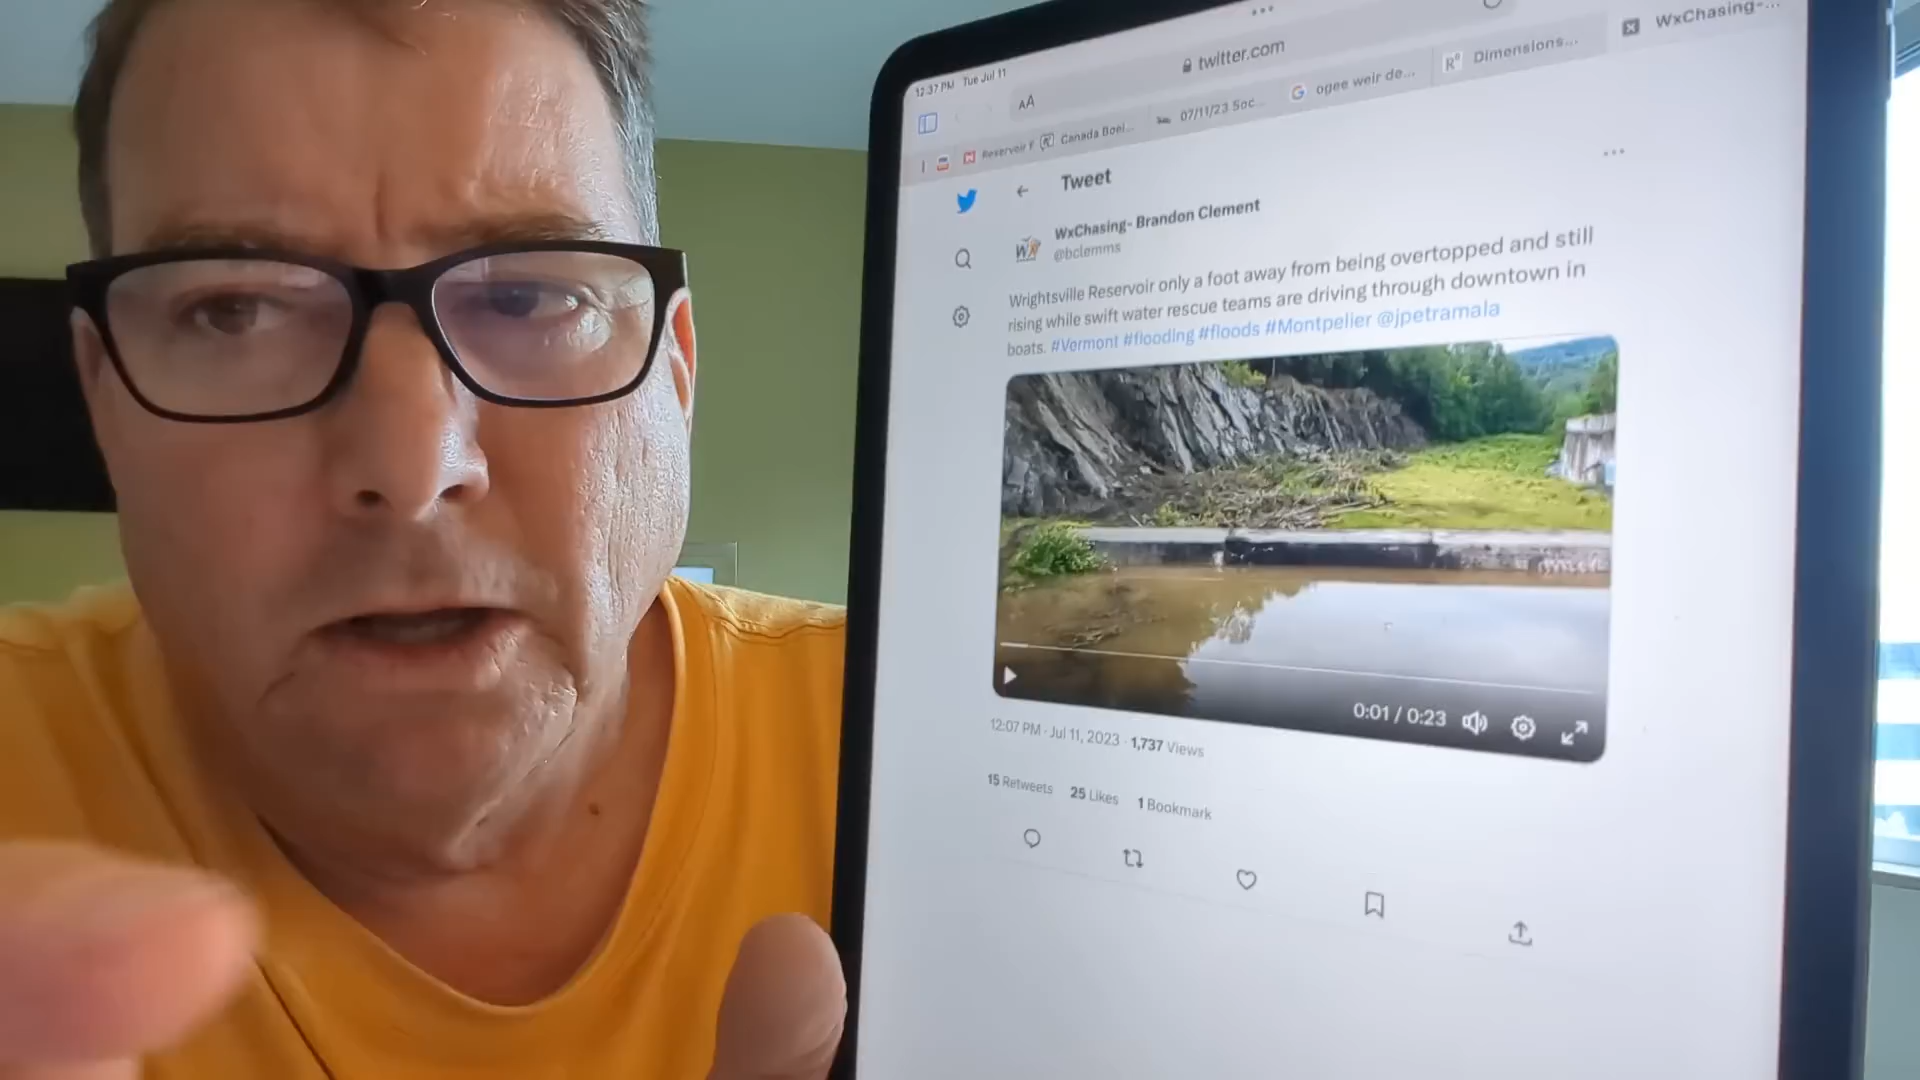 12:37 PM Tue Jul 11
twitter.com
AA
Reservoir F
Canada Boei...
07/11/23 Soc...
G ogee weir de...
R⁶ Dimensions...
WxChasing-...
Tweet
WxChasing- Brandon Clement
@bclemms
Wrightsville Reservoir only a foot away from being overtopped and still
rising while swift water rescue teams are driving through downtown in
boats. #Vermont #flooding #floods #Montpelier @jpetramala
0:01 / 0:23
12:07 PM · Jul 11, 2023 · 1,737 Views
15 Retweets 25 Likes 1 Bookmark